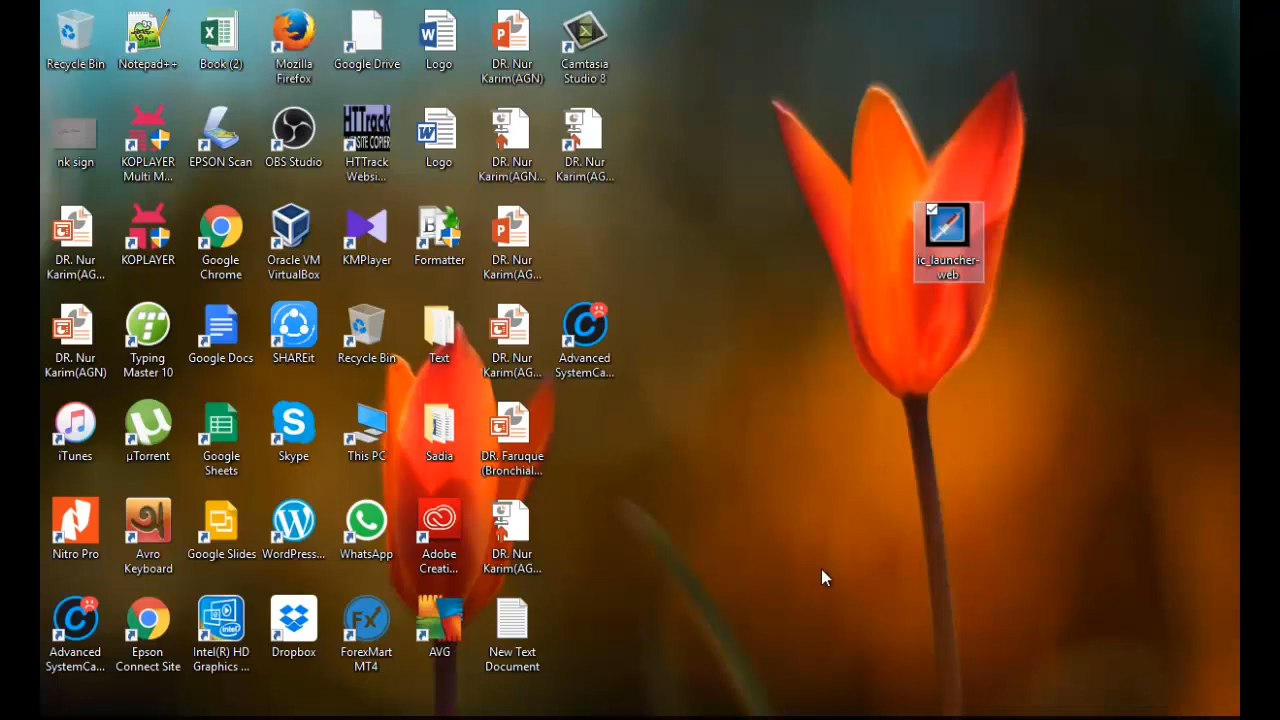 Recycle Bin
Notepad++
Book (2)
Mozilla
Firefox
Google Drive
Logo
DR. Nur
Karim(AGN)
Camtasia
Studio 8
nk sign
KOPLAYER
Multi M...
EPSON Scan
OBS Studio
HTTrack
SITE COPIER
HTTrack
Websi...
Logo
DR. Nur
Karim(AGN...
DR. Nur
Karim(AG...
DR. Nur
Karim(AG...
KOPLAYER
Google
Chrome
Oracle VM
VirtualBox
KMPlayer
Formatter
DR. Nur
Karim(AG...
ic_launcher-
web
DR. Nur
Karim(AGN)
Typing
Master 10
Google Docs
SHAREit
Recycle Bin
Text
DR. Nur
Karim(AG...
Advanced
SystemCa...
iTunes
µTorrent
Google
Sheets
Skype
This PC
Sadia
DR. Faruque
(Bronchial...
Nitro Pro
অ
Avro
Keyboard
Google Slides
WordPress...
WhatsApp
Adobe
Creati...
DR. Nur
Karim(AG...
Advanced
SystemCa...
Epson
Connect Site
Intel(R) HD
Graphics ...
Dropbox
FX
ForexMart
MT4
AVG
New Text
Document